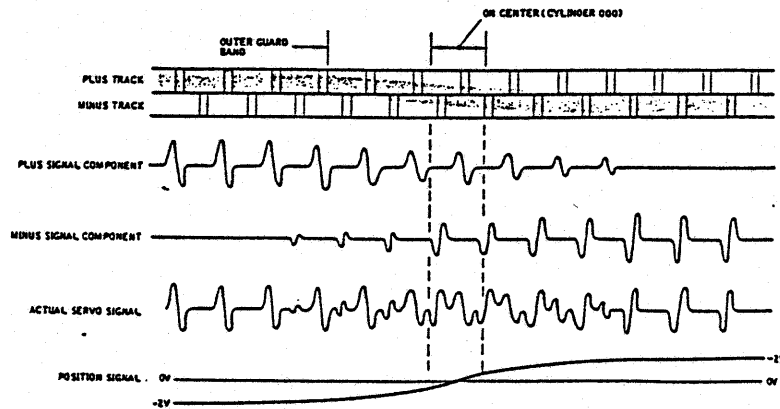 ON CENTER (CYLINDER 000)
OUTER GUARD
BAND
PLUS TRACK
MINUS TRACK
PLUS SIGNAL COMPONENT
MINUS SIGNAL COMPONENT
ACTUAL SERVO SIGNAL
POSITION SIGNAL
0V
-2V
0V
-2V